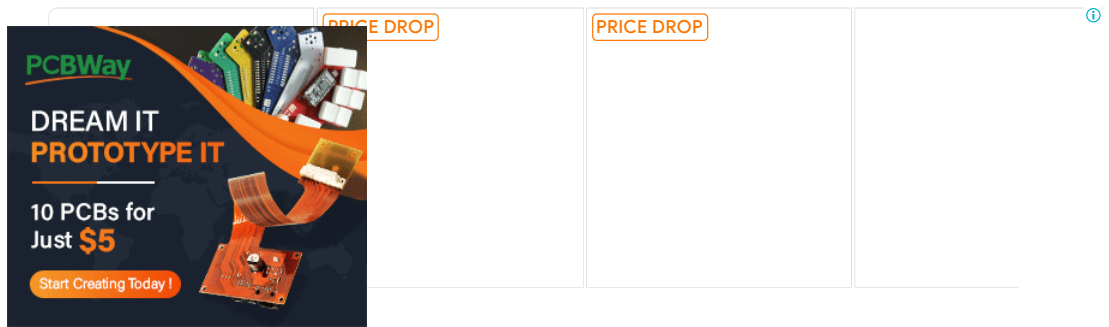 PRICE DROP
PRICE DROP
PCBWay
DREAM IT
PROTOTYPE IT
10 PCBs for
Just $5
Start Creating Today !